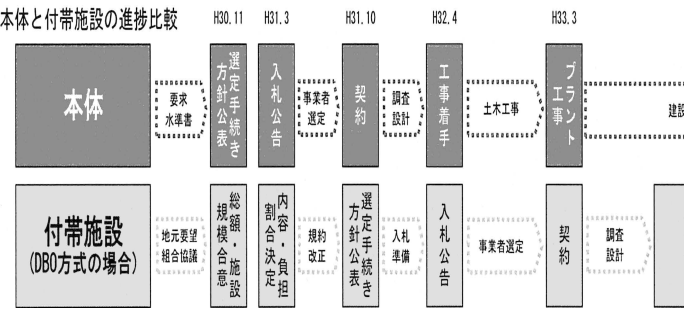 本体と付帯施設の進捗比較
H30.11
H31.3
H31.10
H32.4
H33.3
本体
要求
水準書
選定手続き
方針公表
入札公告
事業者
選定
契約
調査
設計
工事着手
土木工事
プラント
工事
建設
付帯施設
(DBO方式の場合)
地元要望
組合協議
総額・施設
規模合意
内容・負担
割合決定
規約
改正
選定手続き
方針公表
入札
準備
入札公告
事業者選定
契約
調査
設計